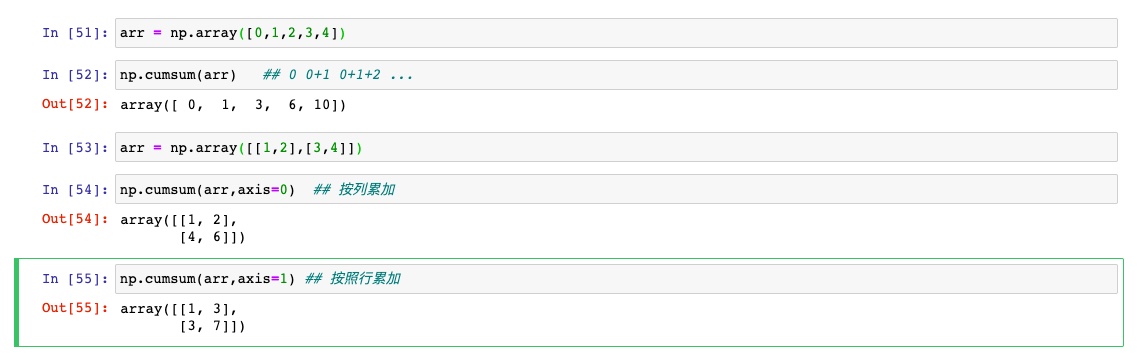 In [51]: arr = np.array([0,1,2,3,4])
In [52]: np.cumsum(arr)   ## 0 0+1 0+1+2 ...
Out[52]: array([ 0,  1,  3,  6, 10])
In [53]: arr = np.array([[1,2],[3,4]])
In [54]: np.cumsum(arr,axis=0)  ## 按列累加
Out[54]: array([[1, 2],
       [4, 6]])
In [55]: np.cumsum(arr,axis=1) ## 按照行累加
Out[55]: array([[1, 3],
       [3, 7]])